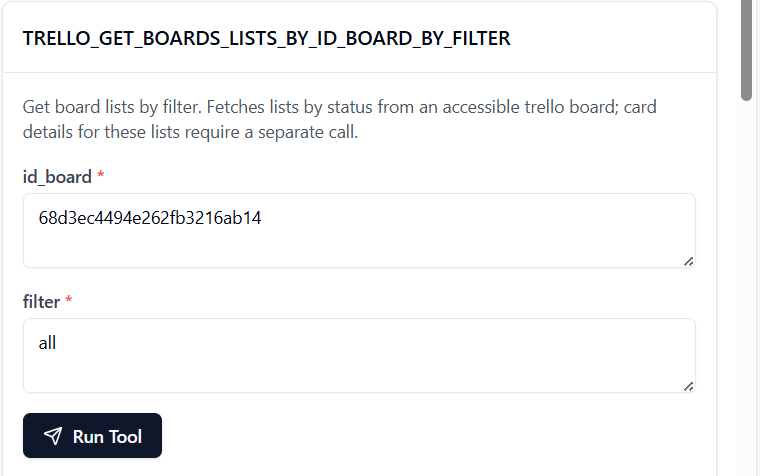 TRELLO_GET_BOARDS_LISTS_BY_ID_BOARD_BY_FILTER
Get board lists by filter. Fetches lists by status from an accessible trello board; card
details for these lists require a separate call.
id_board *
68d3ec4494e262fb3216ab14
filter *
all
Run Tool